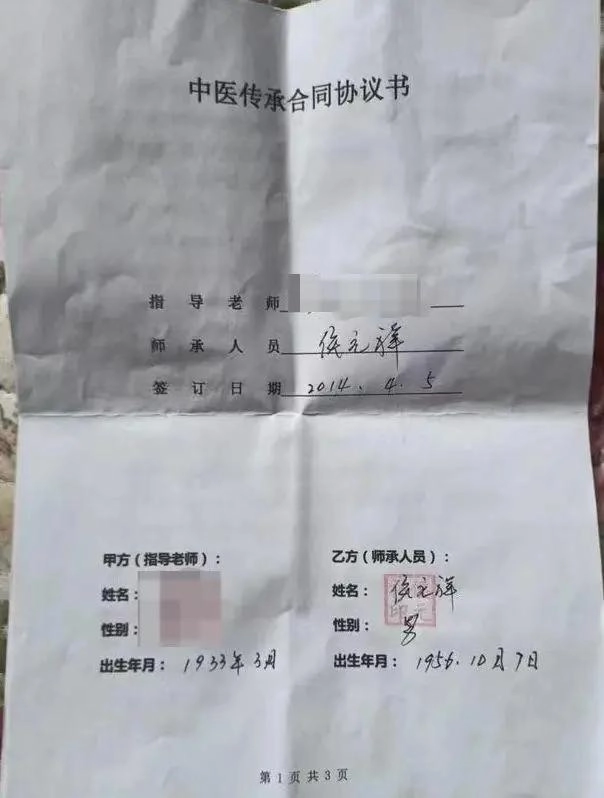 中医传承合同协议书
指导老师
师承人员 侯元祥
签订日期 2014.4.5
甲方（指导老师）：
姓名：
性别：
出生年月：1933年3月
乙方（师承人员）：
姓名：侯元祥
性别：男
出生年月：1956.10月7日
第1页共3页